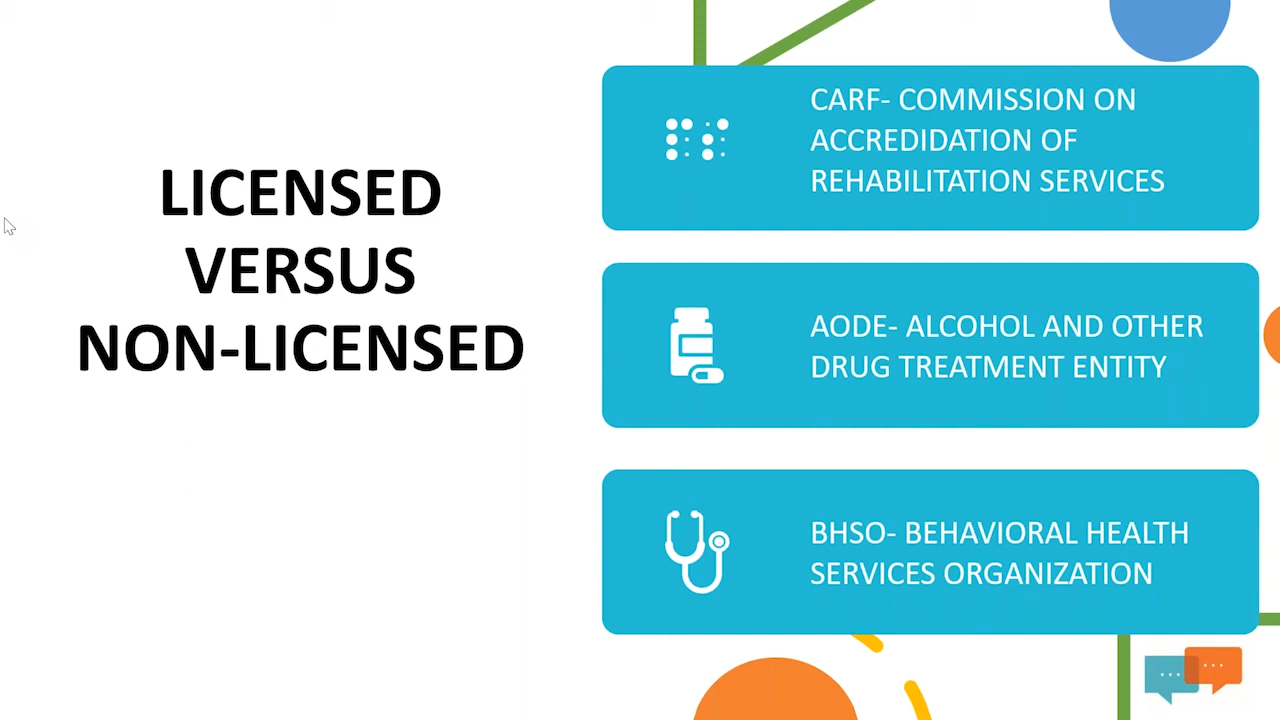 LICENSED
VERSUS
NON-LICENSED
CARF- COMMISSION ON
ACCREDIDATION OF
REHABILITATION SERVICES
AODE- ALCOHOL AND OTHER
DRUG TREATMENT ENTITY
BHSO- BEHAVIORAL HEALTH
SERVICES ORGANIZATION